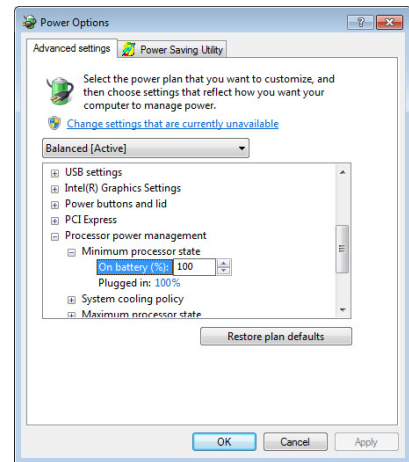 Power Options
Advanced settings
Power Saving Utility
Select the power plan that you want to customize, and
then choose settings that reflect how you want your
computer to manage power.
Change settings that are currently unavailable
Balanced [Active]
USB settings
Intel(R) Graphics Settings
Power buttons and lid
PCI Express
Processor power management
Minimum processor state
On battery (%): 100
Plugged in: 100%
System cooling policy
Maximum processor state
Restore plan defaults
OK
Cancel
Apply